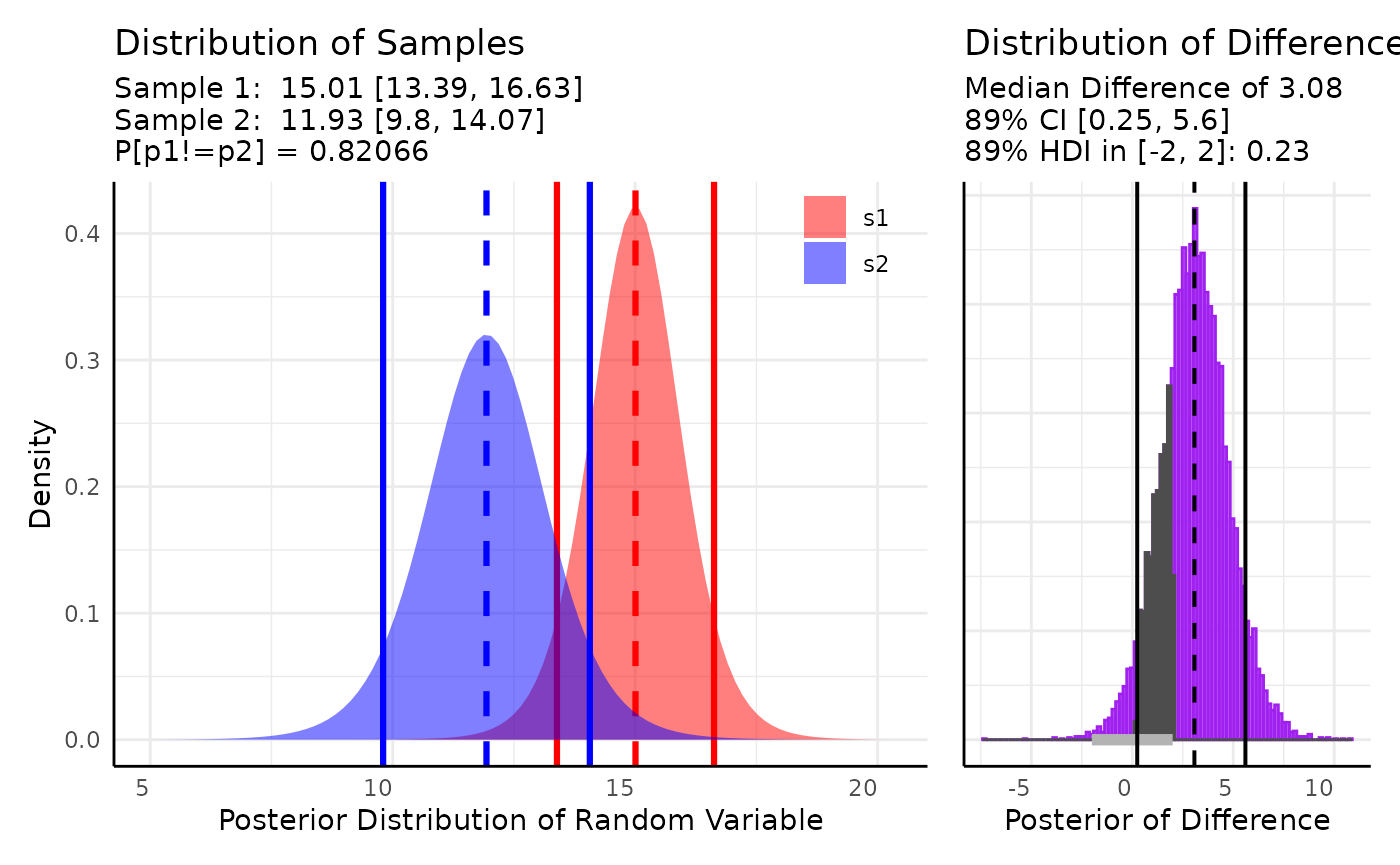 Distribution of Samples
Sample 1:  15.01 [13.39, 16.63]
Sample 2:  11.93 [9.8, 14.07]
P[p1!=p2] = 0.82066
Density
0.4
0.3
0.2
0.1
0.0
s1
s2
5
10
15
20
Posterior Distribution of Random Variable
Distribution of Difference
Median Difference of 3.08
89% CI [0.25, 5.6]
89% HDI in [-2, 2]: 0.23
-5
0
5
10
Posterior of Difference